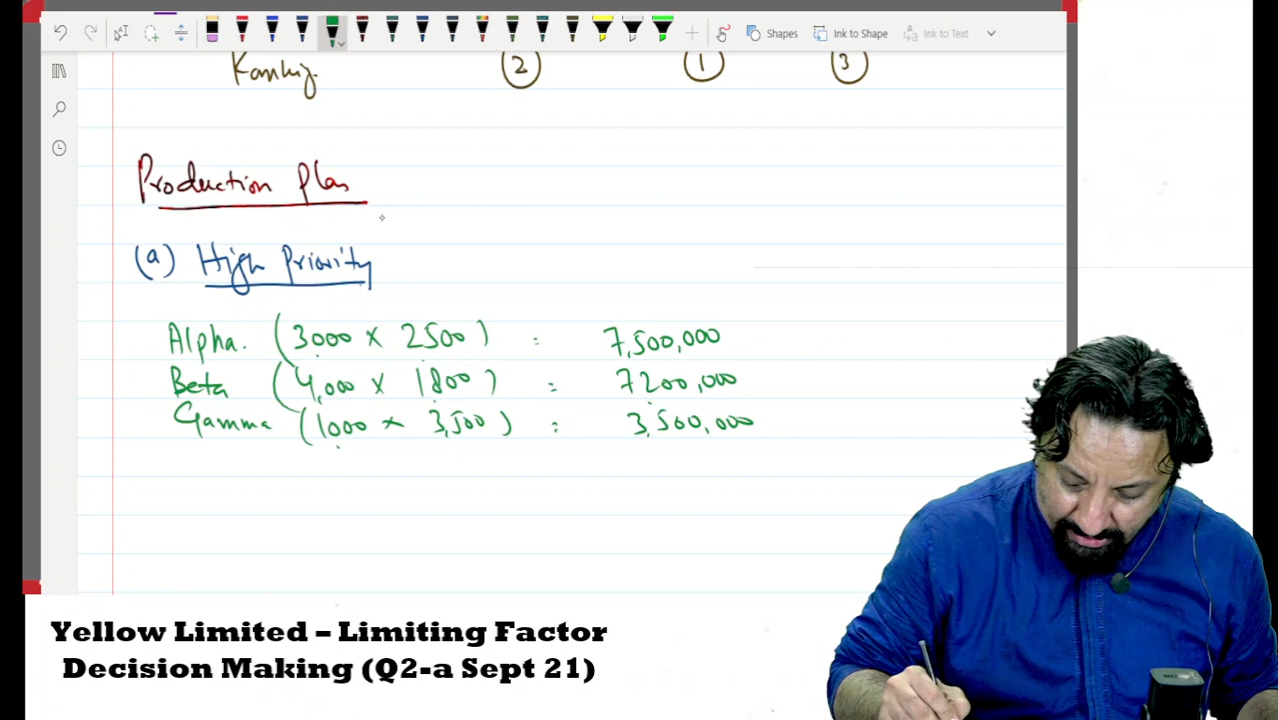 Shapes Ink to Shape Ink to Text
Ranking 2 1 3
Production Plan
(a) High Priority
Alpha. (3000 × 2500) = 7,500,000
Beta (4,000 × 1800) = 7200,000
Gamma (1000 × 3,500) = 3,500,000
Yellow Limited – Limiting Factor
Decision Making (Q2-a Sept 21)